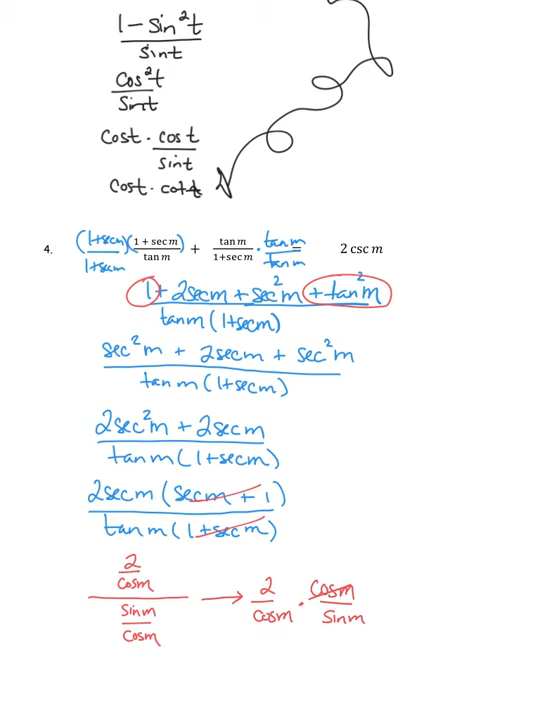 1 - sin²t / sint
cos²t / sint
cost · cost / sint
cost · cott
4. (1+secm) / 1+secm (1 + sec m / tan m) + tan m / 1+sec m · tanm / tanm = 2 csc m
1 + 2secm + sec²m + tan²m / tanm (1+secm)
sec²m + 2secm + sec²m / tanm (1+secm)
2sec²m + 2secm / tanm (1+secm)
2secm (secm + 1) / tanm (1+secm)
2/cosm / sinm/cosm → 2/cosm · cosm/sinm